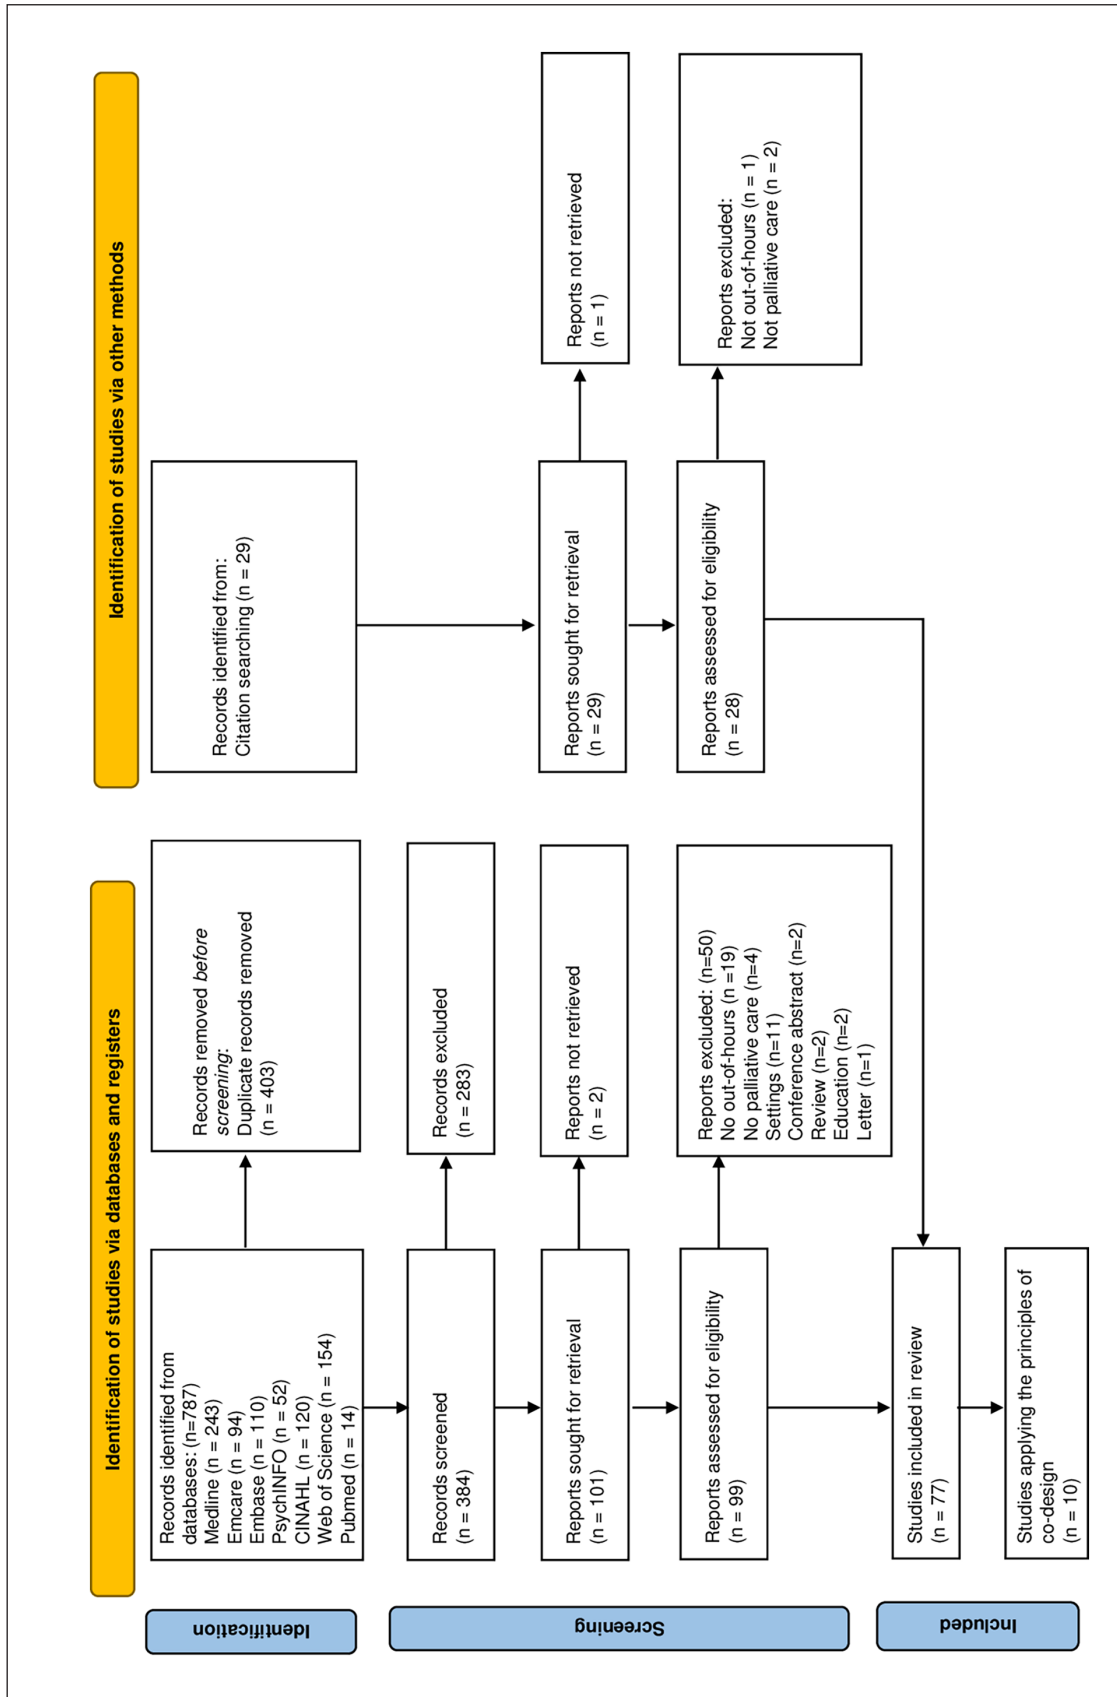 Identification of studies via databases and registers
Identification of studies via other methods
Identification
Records identified from
databases: (n=787)
Medline (n = 243)
Emcare (n = 94)
Embase (n = 110)
PsychINFO (n = 52)
CINAHL (n = 120)
Web of Science (n = 154)
Pubmed (n = 14)
Records removed before
screening:
Duplicate records removed
(n = 403)
Records identified from:
Citation searching (n = 29)
Screening
Records screened
(n = 384)
Records excluded
(n = 283)
Reports sought for retrieval
(n = 101)
Reports not retrieved
(n = 2)
Reports sought for retrieval
(n = 29)
Reports not retrieved
(n = 1)
Reports assessed for eligibility
(n = 99)
Reports excluded: (n=50)
No out-of-hours (n =19)
No palliative care (n=4)
Settings (n=11)
Conference abstract (n=2)
Review (n=2)
Education (n=2)
Letter (n=1)
Reports assessed for eligibility
(n = 28)
Reports excluded:
Not out-of-hours (n = 1)
Not palliative care (n = 2)
Included
Studies included in review
(n = 77)
Studies applying the principles of
co-design
(n = 10)